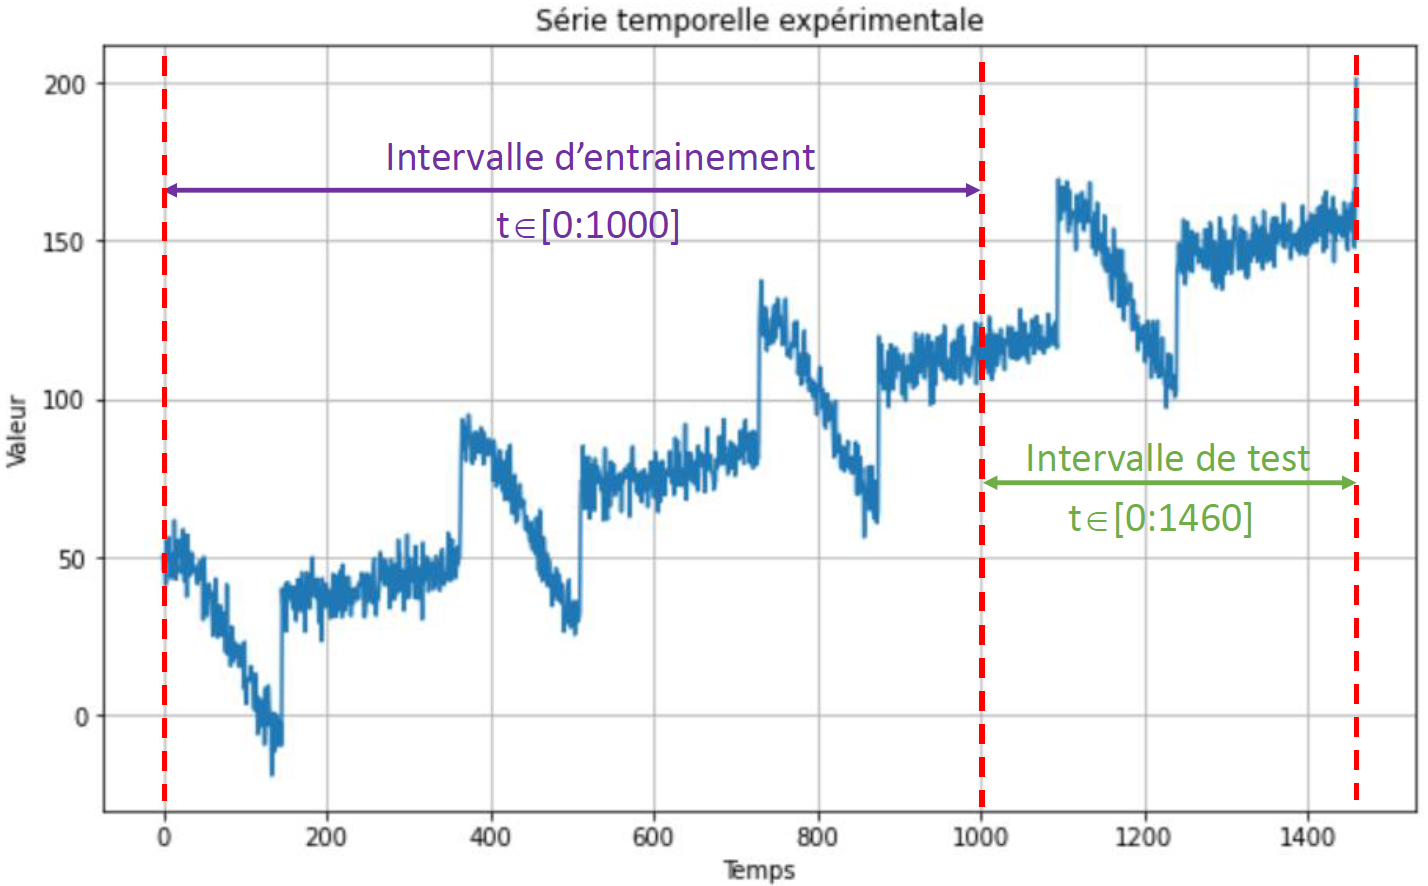 Série temporelle expérimentale
200
150
100
50
0
Valeur
Intervalle d’entrainement
t∈[0:1000]
Intervalle de test
t∈[0:1460]
0 200 400 600 800 1000 1200 1400
Temps